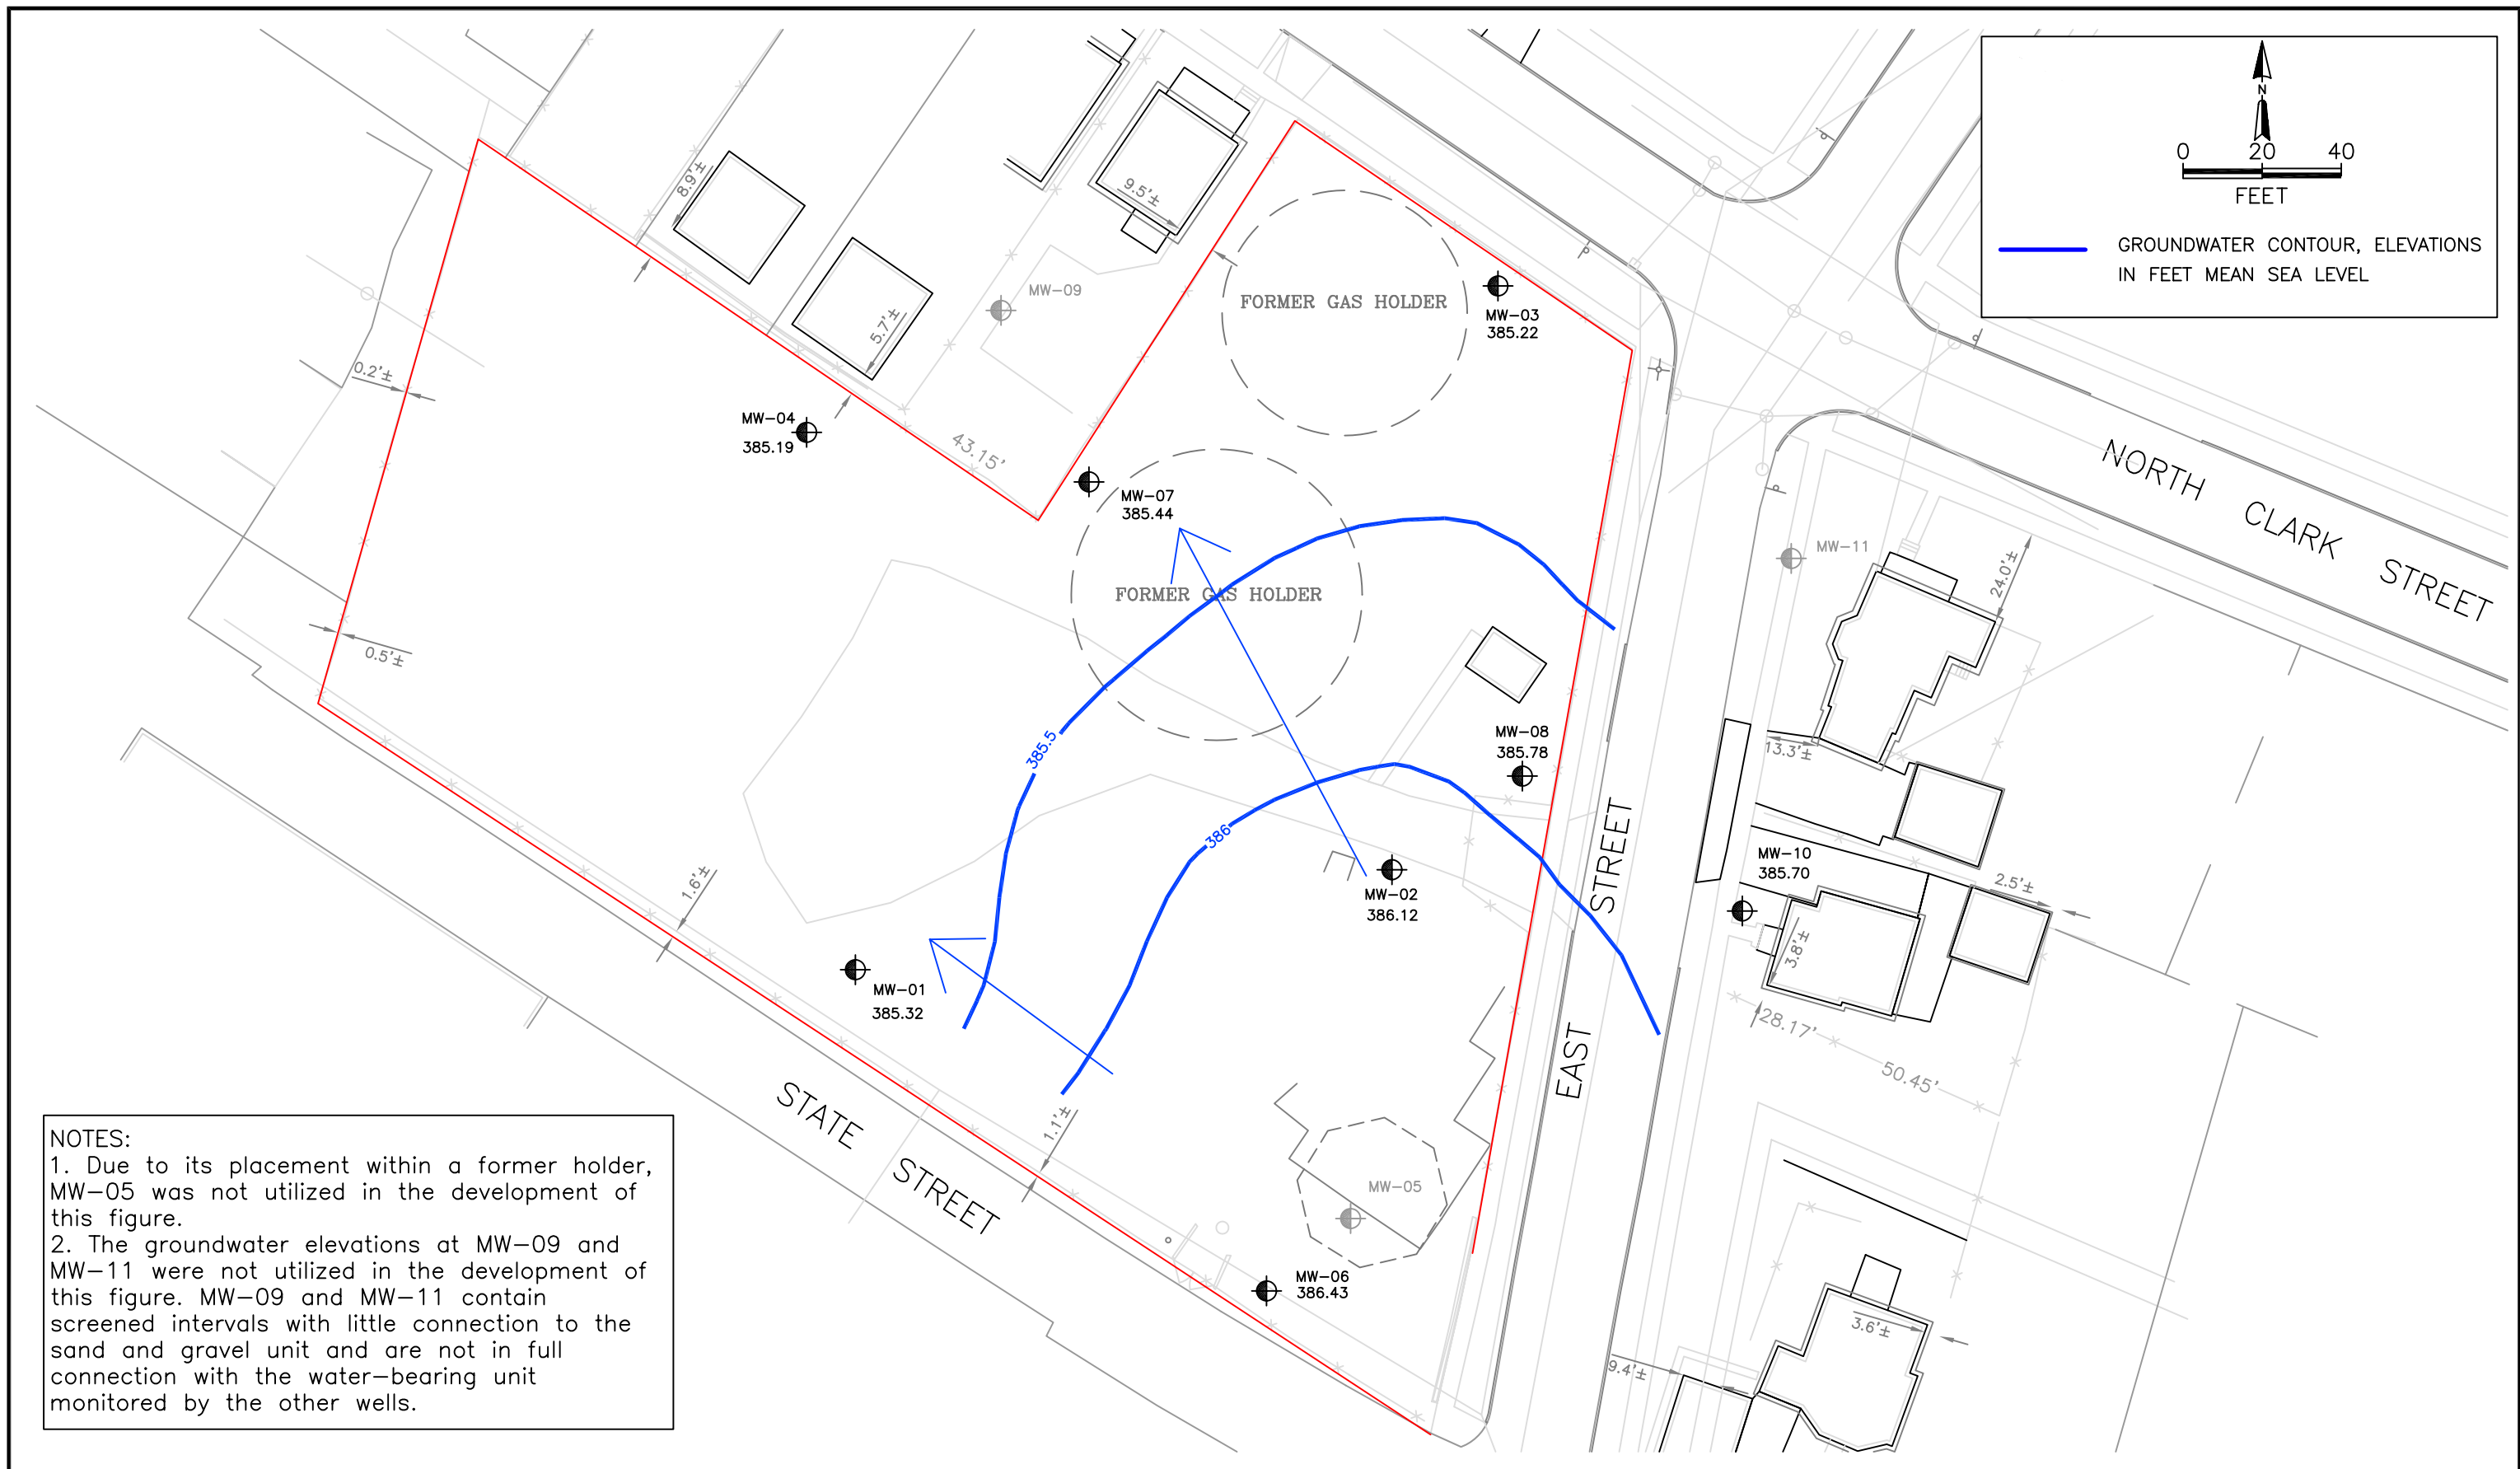 N
0 20 40
FEET
GROUNDWATER CONTOUR, ELEVATIONS
IN FEET MEAN SEA LEVEL
8.9'±
9.5'±
5.7'±
MW-09
FORMER GAS HOLDER
MW-03
385.22
0.2'±
MW-04
385.19
43.15'
MW-07
385.44
NORTH CLARK STREET
MW-11
24.0'±
FORMER GAS HOLDER
0.5'±
385.5
MW-08
385.78
13.3'±
386
EAST STREET
MW-10
385.70
2.5'±
1.6'±
MW-02
386.12
3.8'±
MW-01
385.32
28.17'
50.45'
STATE STREET
1.1'±
MW-05
MW-06
386.43
3.6'±
9.4'±
P
P
P
P
P
NOTES:
1. Due to its placement within a former holder,
MW-05 was not utilized in the development of
this figure.
2. The groundwater elevations at MW-09 and
MW-11 were not utilized in the development of
this figure. MW-09 and MW-11 contain
screened intervals with little connection to the
sand and gravel unit and are not in full
connection with the water-bearing unit
monitored by the other wells.